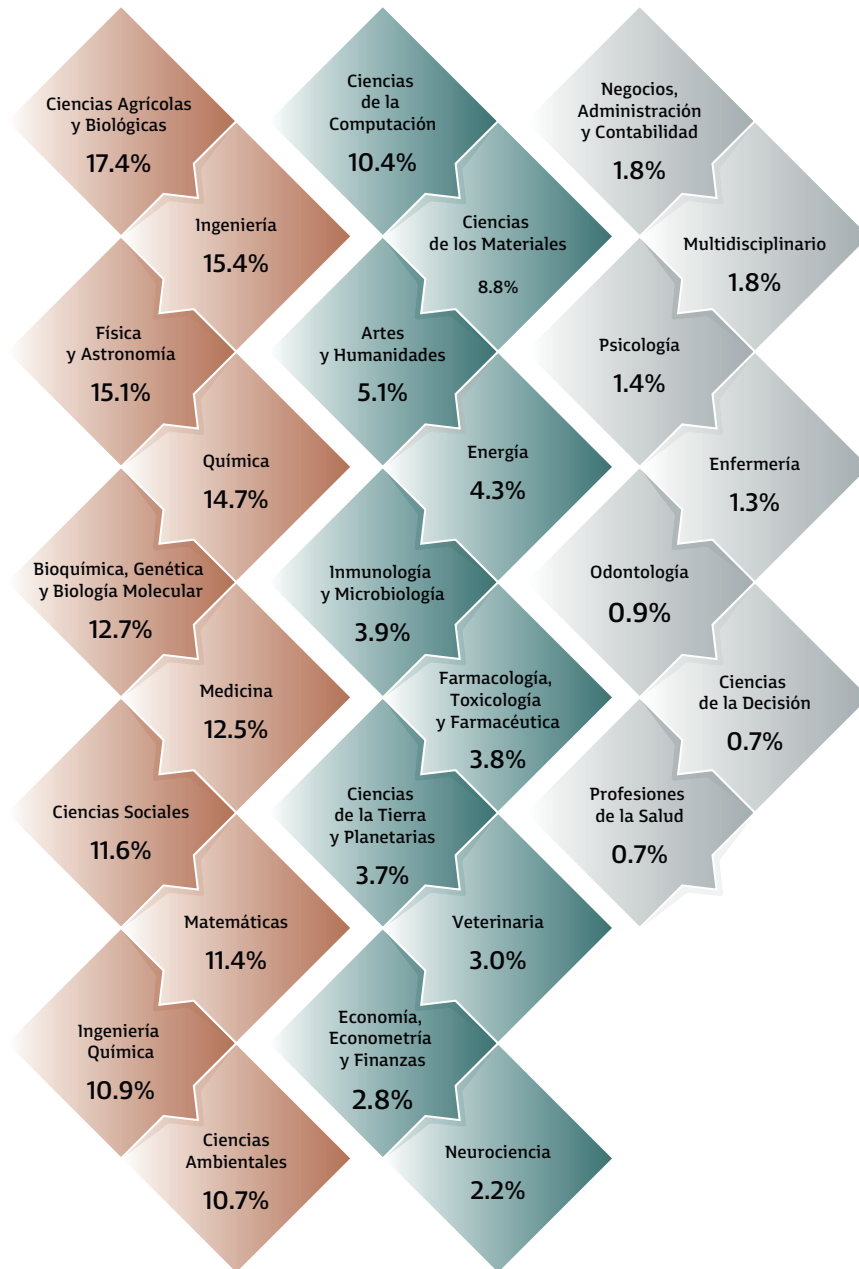 Ciencias Agrícolas
y Biológicas
17.4%
Ingeniería
15.4%
Física
y Astronomía
15.1%
Química
14.7%
Bioquímica, Genética
y Biología Molecular
12.7%
Medicina
12.5%
Ciencias Sociales
11.6%
Matemáticas
11.4%
Ingeniería
Química
10.9%
Ciencias
Ambientales
10.7%
Ciencias
de la
Computación
10.4%
Ciencias
de los Materiales
8.8%
Artes
y Humanidades
5.1%
Energía
4.3%
Inmunología
y Microbiología
3.9%
Farmacología,
Toxicología
y Farmacéutica
3.8%
Ciencias
de la Tierra
y Planetarias
3.7%
Veterinaria
3.0%
Economía,
Econometría
y Finanzas
2.8%
Neurociencia
2.2%
Negocios,
Administración
y Contabilidad
1.8%
Multidisciplinario
1.8%
Psicología
1.4%
Enfermería
1.3%
Odontología
0.9%
Ciencias
de la Decisión
0.7%
Profesiones
de la Salud
0.7%